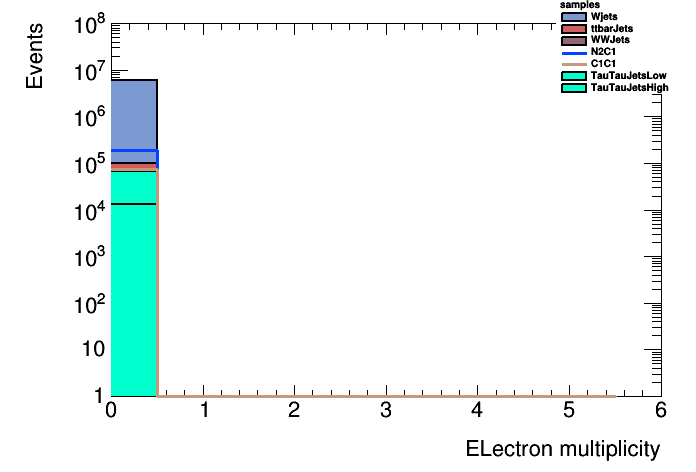 samples
Wjets
ttbarJets
WWJets
N2C1
C1C1
TauTauJetsLow
TauTauJetsHigh
Events
10^8
10^7
10^6
10^5
10^4
10^3
10^2
10
1
0 1 2 3 4 5 6
ELectron multiplicity